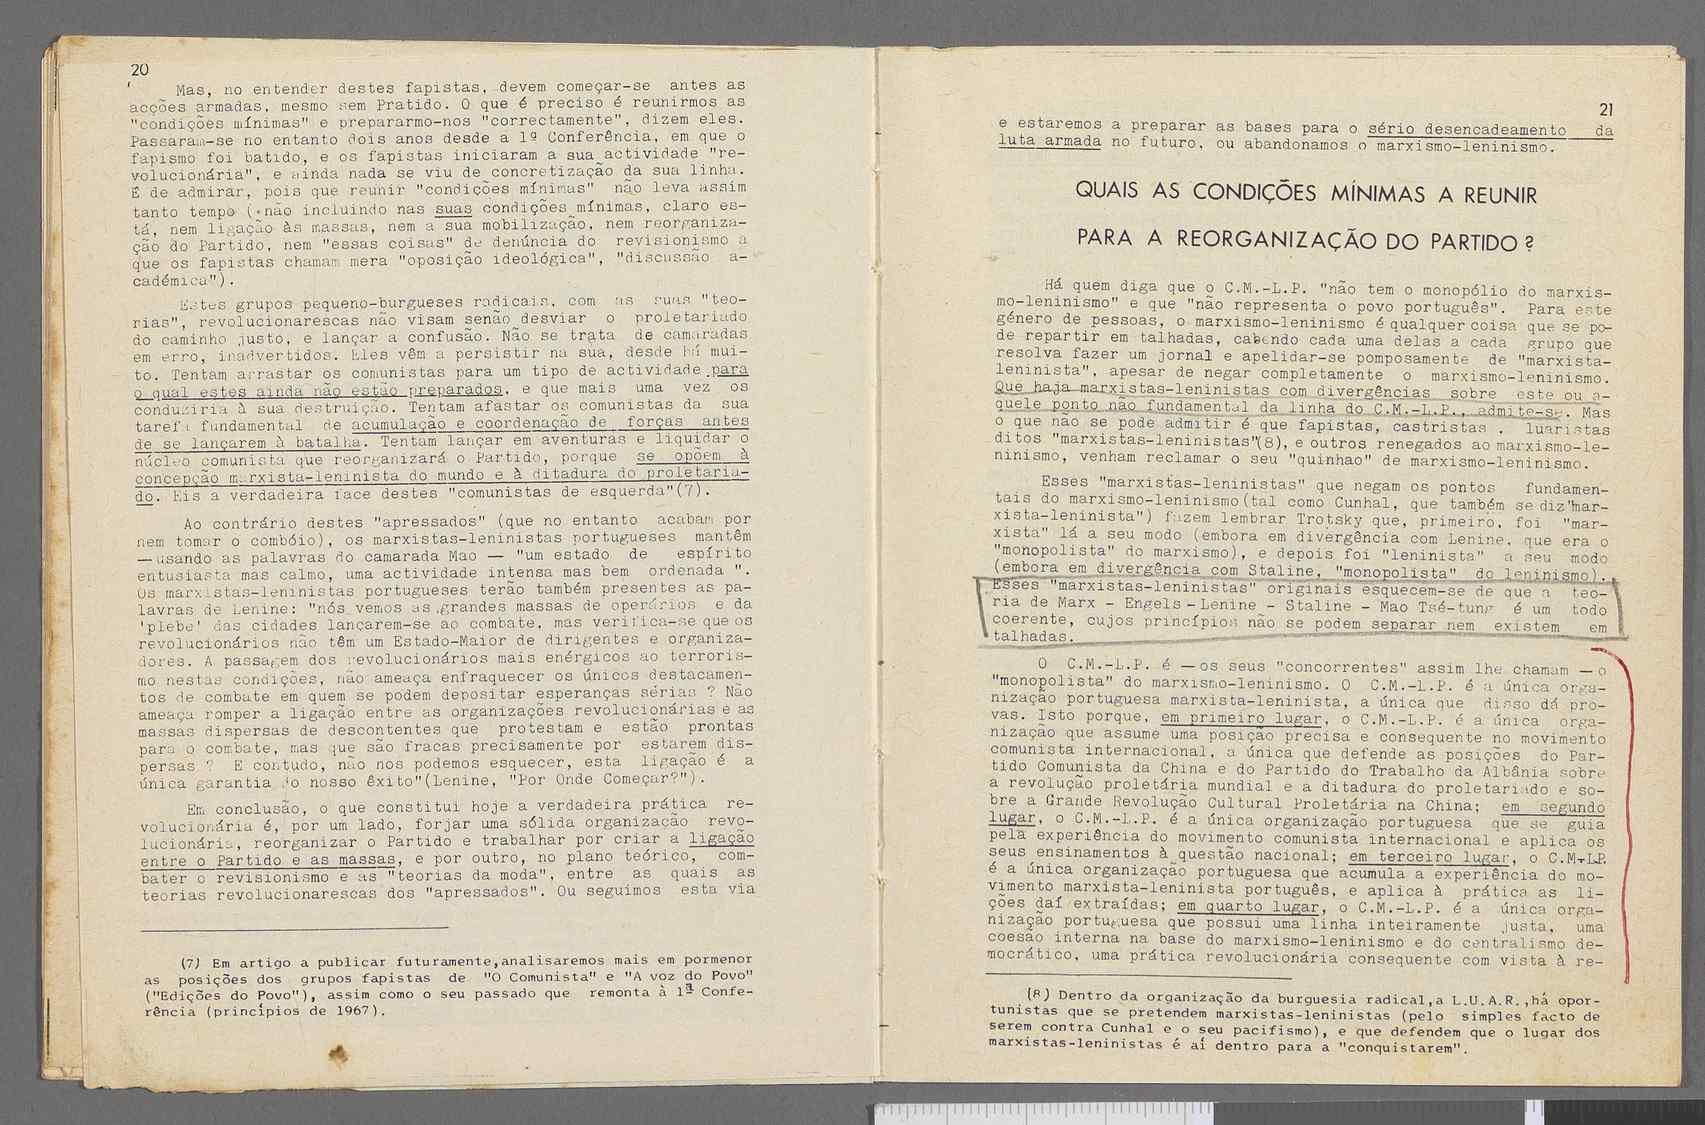 20
Mas, no entender destes fapistas, devem começar-se antes as
acções armadas, mesmo sem Pratido. O que é preciso é reunirmos as
"condições mínimas" e prepararmo-nos "correctamente", dizem eles.
Passaram-se no entanto dois anos desde a 1ª Conferência, em que o
fapismo foi batido, e os fapistas iniciaram a sua actividade "re-
volucionária", e ainda nada se viu de concretização da sua linha.
É de admirar, pois que reunir "condições mínimas" não leva assim
tanto tempo (não incluindo nas suas condições mínimas, claro es-
tá, nem ligação às massas, nem a sua mobilização, nem reorganiza-
ção do Partido, nem "essas coisas" de denúncia do revisionismo a
que os fapistas chamam mera "oposição ideológica", "discussão a-
cadémica").
Estes grupos pequeno-burgueses radicais, com as suas "teo-
rias", revolucionarescas não visam senão desviar o proletariado
do caminho justo, e lançar a confusão. Não se trata de camaradas
em erro, inadvertidos. Eles vêm a persistir na sua, desde há mui-
to. Tentam arrastar os comunistas para um tipo de actividade para
o qual estes ainda não estão preparados, e que mais uma vez os
conduziria à sua destruição. Tentam afastar os comunistas da sua
tarefa fundamental de acumulação e coordenação de forças antes
de se lançarem à batalha. Tentam lançar em aventuras e liquidar o
núcleo comunista que reorganizará o Partido, porque se opõem à
concepção marxista-leninista do mundo e à ditadura do proletaria-
do. Eis a verdadeira face destes "comunistas de esquerda"(7).
Ao contrário destes "apressados" (que no entanto acabam por
nem tomar o combóio), os marxistas-leninistas portugueses mantêm
—usando as palavras do camarada Mao — "um estado de espírito
entusiasta mas calmo, uma actividade intensa mas bem ordenada ".
Os marxistas-leninistas portugueses terão também presentes as pa-
lavras de Lenine: "nós vemos as grandes massas de operários e da
'plebe' das cidades lançarem-se ao combate, mas verifica-se que os
revolucionários não têm um Estado-Maior de dirigentes e organiza-
dores. A passagem dos revolucionários mais enérgicos ao terroris-
mo nestas condições, não ameaça enfraquecer os únicos destacamen-
tos de combate em quem se podem depositar esperanças sérias ? Não
ameaça romper a ligação entre as organizações revolucionárias e as
massas dispersas de descontentes que protestam e estão prontas
para o combate, mas que são fracas precisamente por estarem dis-
persas ? E contudo, não nos podemos esquecer, esta ligação é a
única garantia do nosso êxito"(Lenine, "Por Onde Começar?").
Em conclusão, o que constitui hoje a verdadeira prática re-
volucionária é, por um lado, forjar uma sólida organização revo-
lucionária, reorganizar o Partido e trabalhar por criar a ligação
entre o Partido e as massas, e por outro, no plano teórico, com-
bater o revisionismo e as "teorias da moda", entre as quais as
teorias revolucionarescas dos "apressados". Ou seguimos esta via
(7) Em artigo a publicar futuramente,analisaremos mais em pormenor
as posições dos grupos fapistas de "O Comunista" e "A voz do Povo"
("Edições do Povo"), assim como o seu passado que remonta à 1ª Confe-
rência (princípios de 1967).
21
e estaremos a preparar as bases para o sério desencadeamento da
luta armada no futuro, ou abandonamos o marxismo-leninismo.
QUAIS AS CONDIÇÕES MÍNIMAS A REUNIR
PARA A REORGANIZAÇÃO DO PARTIDO ?
Há quem diga que o C.M.-L.P. "não tem o monopólio do marxis-
mo-leninismo" e que "não representa o povo português". Para este
género de pessoas, o marxismo-leninismo é qualquer coisa que se po-
de repartir em talhadas, cabendo cada uma delas a cada grupo que
resolva fazer um jornal e apelidar-se pomposamente de "marxista-
leninista", apesar de negar completamente o marxismo-leninismo.
Que haja marxistas-leninistas com divergências sobre este ou a-
quele ponto não fundamental da linha do C.M.-L.P., admite-se. Mas
o que não se pode admitir é que fapistas, castristas , luaristas
ditos "marxistas-leninistas"(8), e outros renegados ao marxismo-le-
ninismo, venham reclamar o seu "quinhao" de marxismo-leninismo.
Esses "marxistas-leninistas" que negam os pontos fundamen-
tais do marxismo-leninismo(tal como Cunhal, que também se diz"mar-
xista-leninista") fazem lembrar Trotsky que, primeiro, foi "mar-
xista" lá a seu modo (embora em divergência com Lenine, que era o
"monopolista" do marxismo), e depois foi "leninista" a seu modo
(embora em divergência com Staline, "monopolista" do leninismo).
Esses "marxistas-leninistas" originais esquecem-se de que a teo-
ria de Marx - Engels - Lenine - Staline - Mao Tsé-tung é um todo
coerente, cujos princípios não se podem separar nem existem em
talhadas.
O C.M.-L.P. é —os seus "concorrentes" assim lhe chamam —o
"monopolista" do marxismo-leninismo. O C.M.-L.P. é a única orga-
nização portuguesa marxista-leninista, a única que disso dá pro-
vas. Isto porque, em primeiro lugar, o C.M.-L.P. é a única orga-
nização que assume uma posição precisa e consequente no movimento
comunista internacional, a única que defende as posições do Par-
tido Comunista da China e do Partido do Trabalho da Albânia sobre
a revolução proletária mundial e a ditadura do proletariado e so-
bre a Grande Revolução Cultural Proletária na China; em segundo
lugar, o C.M.-L.P. é a única organização portuguesa que se guia
pela experiência do movimento comunista internacional e aplica os
seus ensinamentos à questão nacional; em terceiro lugar, o C.M-LP.
é a única organização portuguesa que acumula a experiência do mo-
vimento marxista-leninista português, e aplica à prática as li-
ções daí extraídas; em quarto lugar, o C.M.-L.P. é a única orga-
nização portuguesa que possui uma linha inteiramente justa, uma
coesão interna na base do marxismo-leninismo e do centralismo de-
mocrático, uma prática revolucionária consequente com vista à re-
(8) Dentro da organização da burguesia radical,a L.U.A.R.,há opor-
tunistas que se pretendem marxistas-leninistas (pelo simples facto de
serem contra Cunhal e o seu pacifismo), e que defendem que o lugar dos
marxistas-leninistas é aí dentro para a "conquistarem".